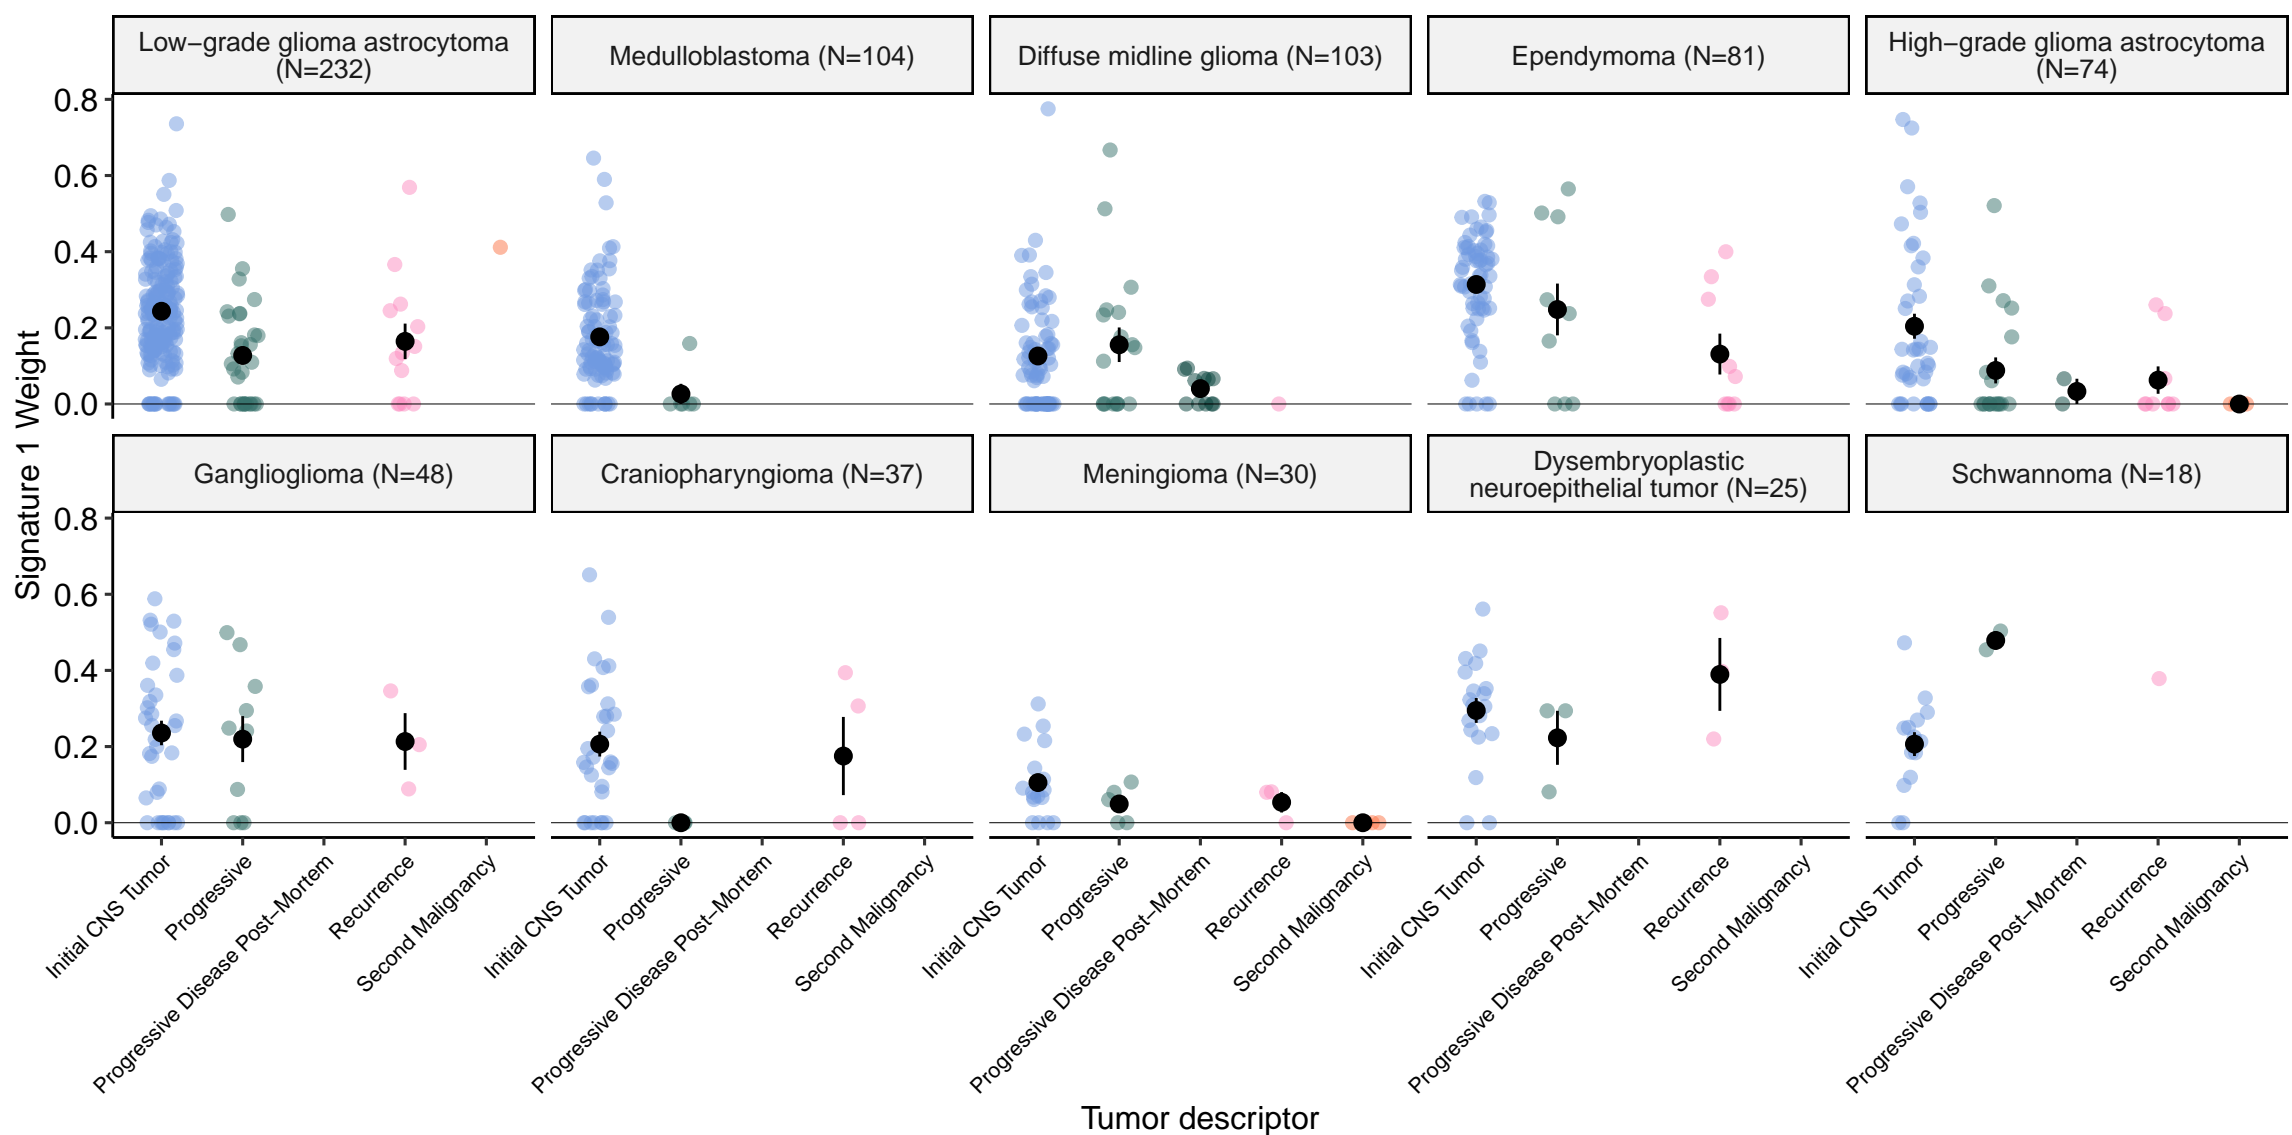 Low−grade glioma astrocytoma
(N=232)
Medulloblastoma (N=104)
Diffuse midline glioma (N=103)
Ependymoma (N=81)
High−grade glioma astrocytoma
(N=74)
0.8
0.6
0.4
0.2
0.0
Signature 1 Weight
Ganglioglioma (N=48)
Craniopharyngioma (N=37)
Meningioma (N=30)
Dysembryoplastic
neuroepithelial tumor (N=25)
Schwannoma (N=18)
0.8
0.6
0.4
0.2
0.0
Initial CNS Tumor
Progressive
Progressive Disease Post−Mortem
Recurrence
Second Malignancy
Initial CNS Tumor
Progressive
Progressive Disease Post−Mortem
Recurrence
Second Malignancy
Initial CNS Tumor
Progressive
Progressive Disease Post−Mortem
Recurrence
Second Malignancy
Initial CNS Tumor
Progressive
Progressive Disease Post−Mortem
Recurrence
Second Malignancy
Initial CNS Tumor
Progressive
Progressive Disease Post−Mortem
Recurrence
Second Malignancy
Tumor descriptor